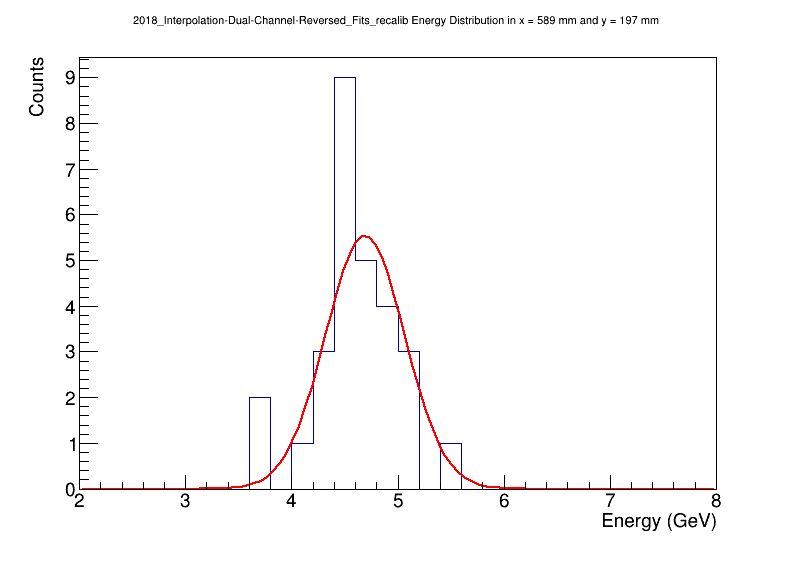 2018_Interpolation-Dual-Channel-Reversed_Fits_recalib Energy Distribution in x = 589 mm and y = 197 mm
Counts
9
8
7
6
5
4
3
2
1
0
2 3 4 5 6 7 8
Energy (GeV)